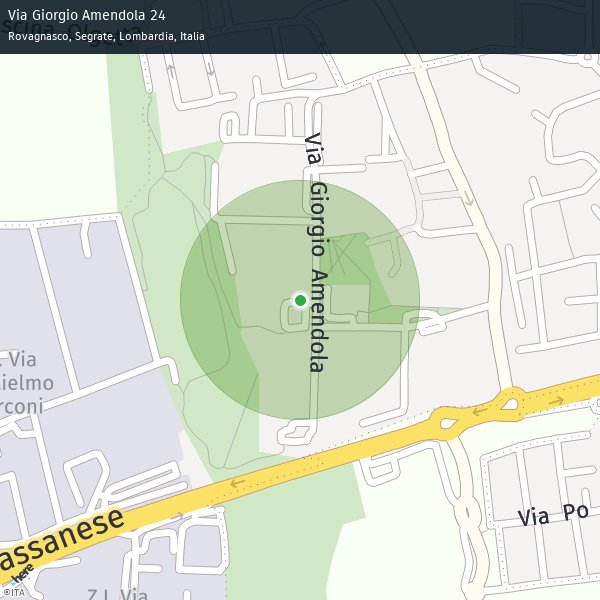 Via Giorgio Amendola 24
Rovagnasco, Segrate, Lombardia, Italia
Via Giorgio Amendola
Via
lielmo
rconi
assanese
Via Po
Z.I. Via
here
©ITA